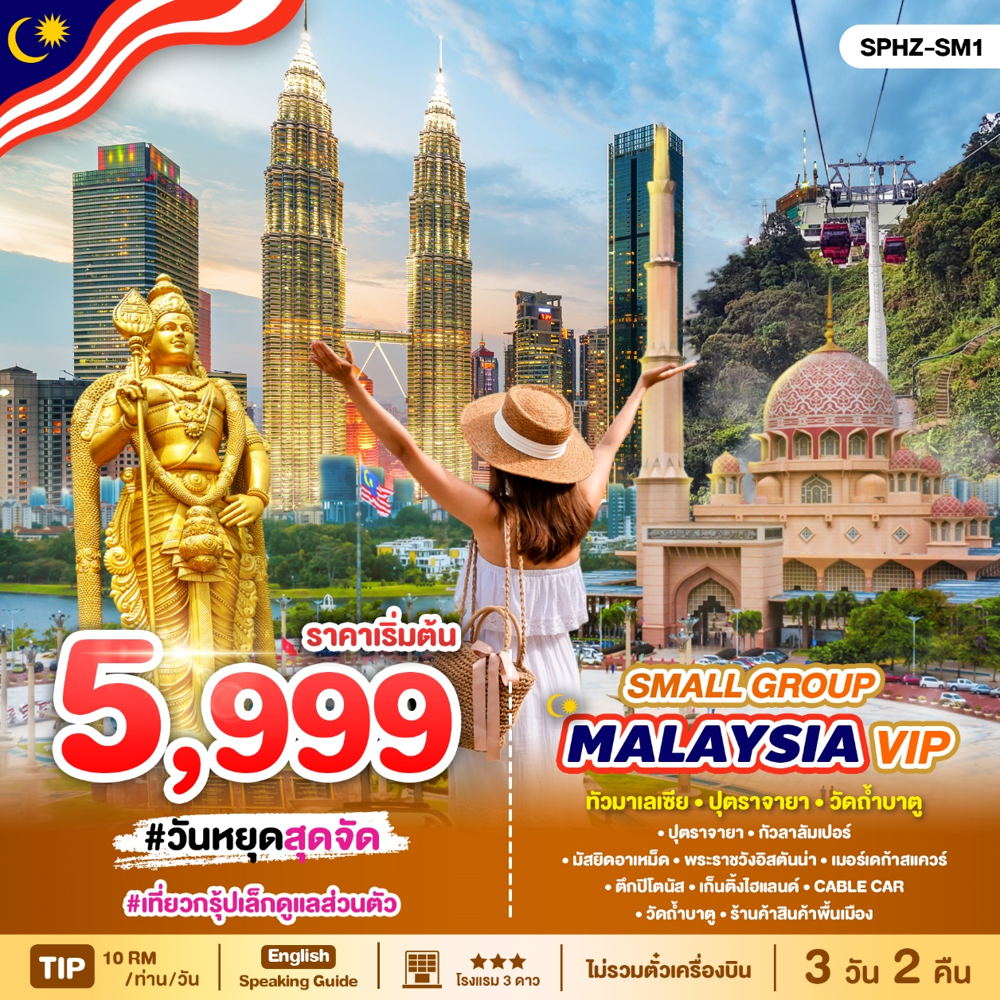 SPHZ-SM1
ราคาเริ่มต้น
5,999
#วันหยุดสุดจัด
#เที่ยวกรุ้ปเล็กดูแลส่วนตัว
SMALL GROUP
MALAYSIA VIP
ทัวมาเลเซีย • ปุตราจายา • วัดถ้ำบาตู
• ปุตราจายา • กัวลาลัมเปอร์
• มัสยิดอาเหม็ด • พระราชวังอิสตันน่า • เมอร์เดก้าสแควร์
• ตึกปิโตนัส • เก็นติ้งไฮแลนด์ • CABLE CAR
• วัดถ้ำบาตู • ร้านค้าสินค้าพื้นเมือง
TIP 10 RM
/ท่าน/วัน
English
Speaking Guide
โรงแรม 3 ดาว
ไม่รวมตั๋วเครื่องบิน
3 วัน 2 คืน